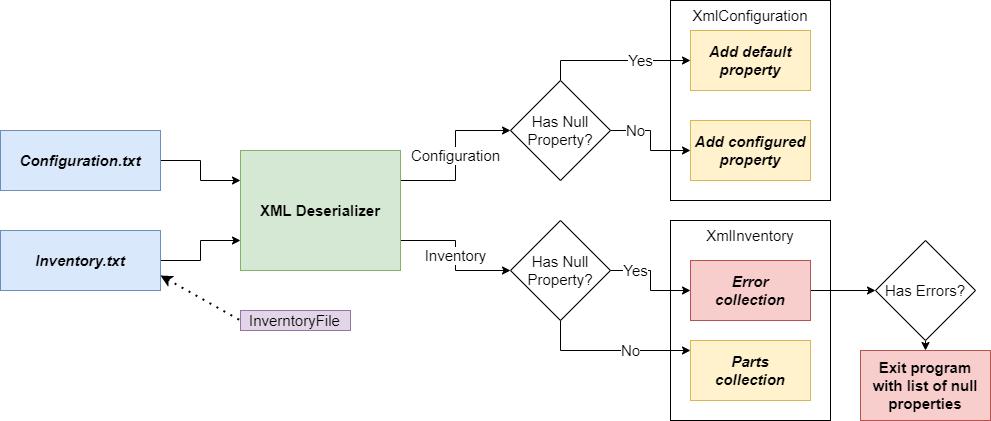 XmlConfiguration
Add default
property
Yes
Has Null
Property?
No
Add configured
property
Configuration.txt
Configuration
XML Deserializer
Inventory.txt
Inventory
InverntoryFile
Has Null
Property?
Yes
No
XmlInventory
Error
collection
Parts
collection
Has Errors?
Exit program
with list of null
properties